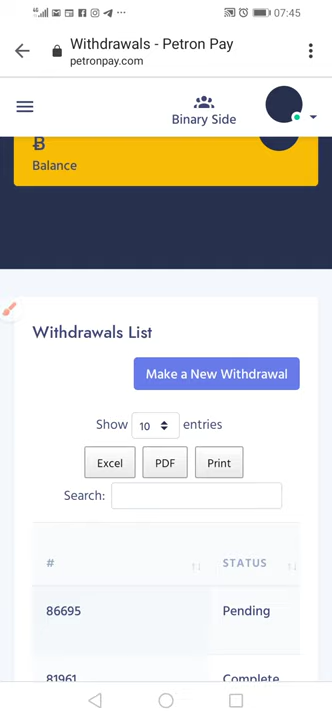 07:45
Withdrawals - Petron Pay
petronpay.com
Binary Side
Ƀ
Balance
Withdrawals List
Make a New Withdrawal
Show 10 entries
Excel PDF Print
Search:
# STATUS
86695 Pending
81961 Complete